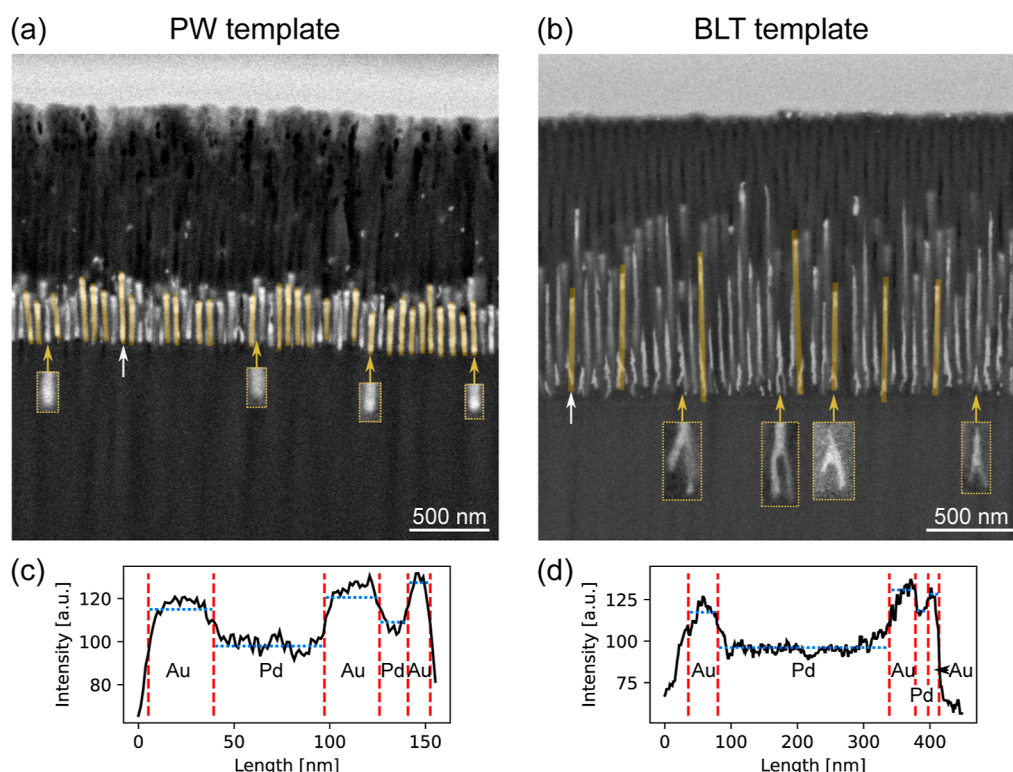 (a) PW template
(b) BLT template
500 nm
500 nm
(c)
Intensity [a.u.]
120
100
80
Au
Pd
Au
Pd
Au
0
50
100
150
Length [nm]
(d)
Intensity [a.u.]
125
100
75
Au
Pd
Au
Pd
Au
0
100
200
300
400
Length [nm]